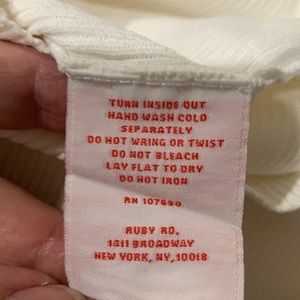 TURN INSIDE OUT
HAND WASH COLD
SEPARATELY
DO NOT WRING OR TWIST
DO NOT BLEACH
LAY FLAT TO DRY
DO NOT IRON
RN 107690
RUBY RD.
1411 BROADWAY
NEW YORK, NY, 10018